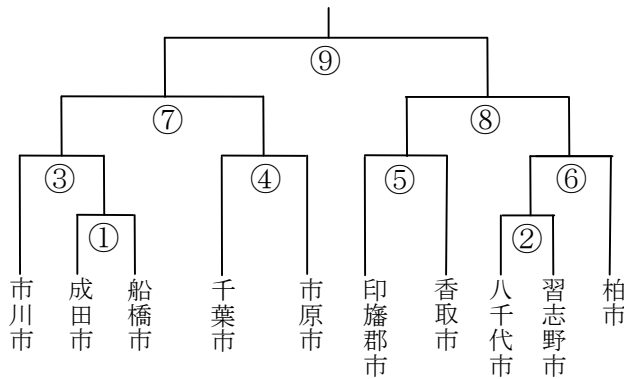 ⑨
⑦
⑧
③
④
⑤
⑥
①
②
市川市
成田市
船橋市
千葉市
市原市
印旛郡市
香取市
八千代市
習志野市
柏市